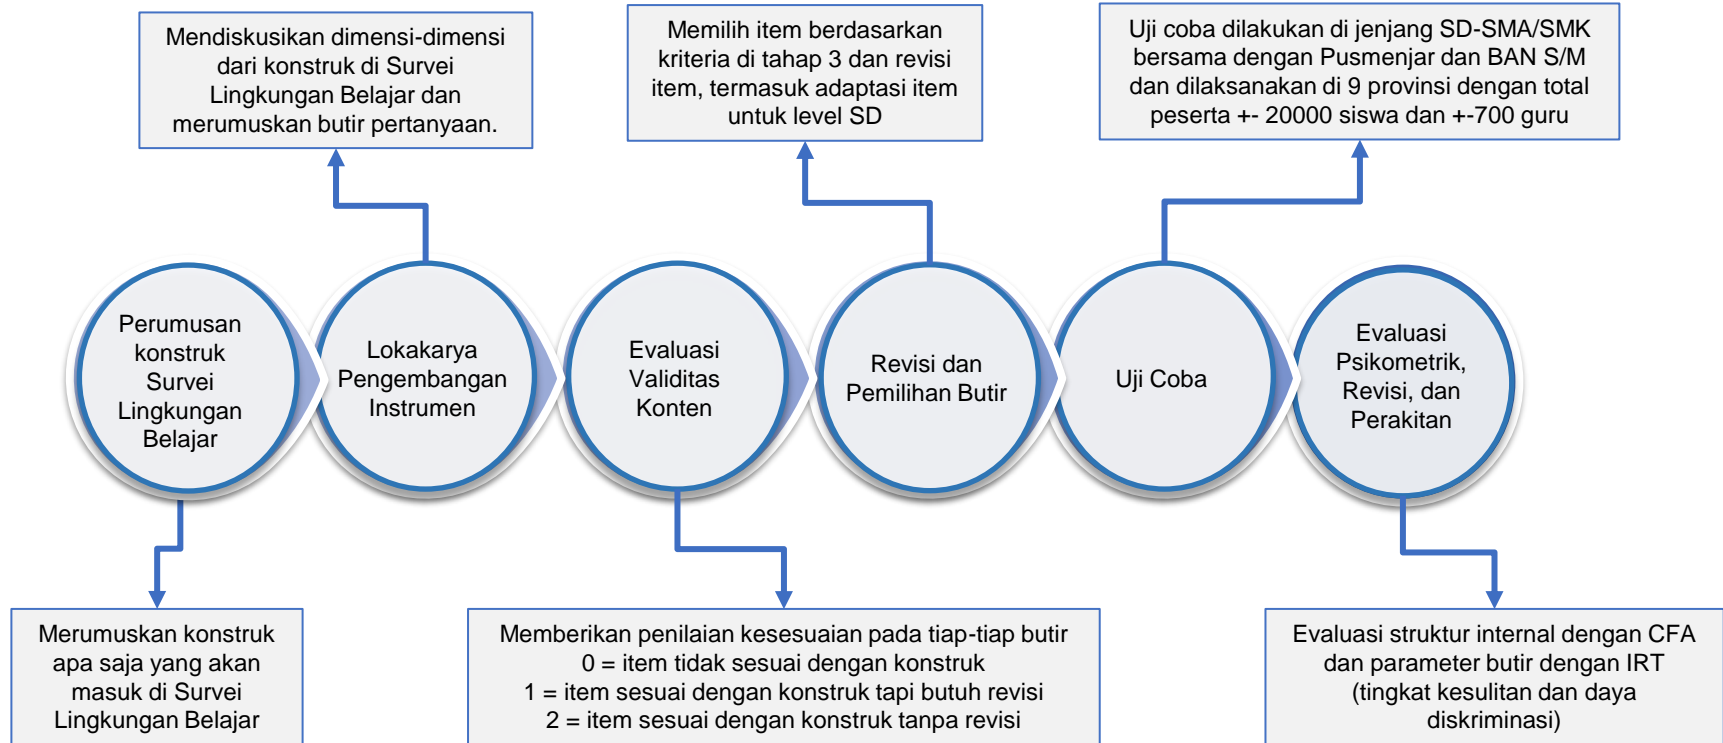 Mendiskusikan dimensi-dimensi
dari konstruk di Survei
Lingkungan Belajar dan
merumuskan butir pertanyaan.
Memilih item berdasarkan
kriteria di tahap 3 dan revisi
item, termasuk adaptasi item
untuk level SD
Uji coba dilakukan di jenjang SD-SMA/SMK
bersama dengan Pusmenjar dan BAN S/M
dan dilaksanakan di 9 provinsi dengan total
peserta +- 20000 siswa dan +-700 guru
Perumusan
konstruk
Survei
Lingkungan
Belajar
Lokakarya
Pengembangan
Instrumen
Evaluasi
Validitas
Konten
Revisi dan
Pemilihan Butir
Uji Coba
Evaluasi
Psikometrik,
Revisi, dan
Perakitan
Merumuskan konstruk
apa saja yang akan
masuk di Survei
Lingkungan Belajar
Memberikan penilaian kesesuaian pada tiap-tiap butir
0 = item tidak sesuai dengan konstruk
1 = item sesuai dengan konstruk tapi butuh revisi
2 = item sesuai dengan konstruk tanpa revisi
Evaluasi struktur internal dengan CFA
dan parameter butir dengan IRT
(tingkat kesulitan dan daya
diskriminasi)